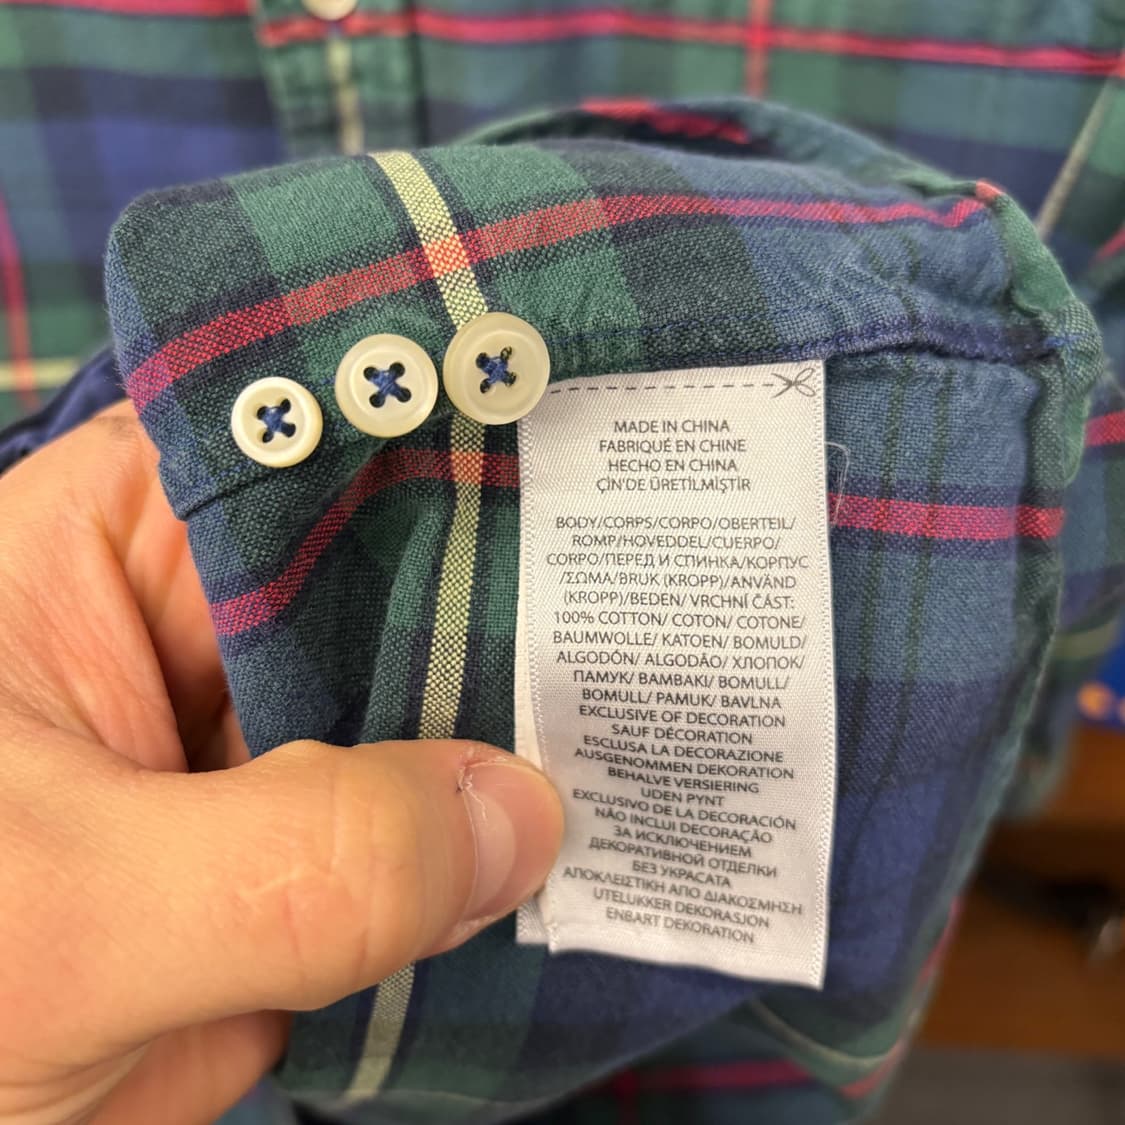 MADE IN CHINA
FABRIQUÉ EN CHINE
HECHO EN CHINA
ÇİN'DE ÜRETİLMİŞTİR
BODY/CORPS/CORPO/OBERTEIL/
ROMP/HOVEDDEL/CUERPO/
CORPO/ПЕРЕД И СПИНКА/КОРПУС
/ΣΩΜΑ/BRUK (KROPP)/ANVÄND
(KROPP)/BEDEN/ VRCHNÍ ČÁST:
100% COTTON/ COTON/ COTONE/
BAUMWOLLE/ KATOEN/ BOMULD/
ALGODÓN/ ALGODÃO/ ХЛОПОК/
ПАМУК/ BAMBAKI/ BOMULL/
BOMULL/ PAMUK/ BAVLNA
EXCLUSIVE OF DECORATION
SAUF DÉCORATION
ESCLUSA LA DECORAZIONE
AUSGENOMMEN DEKORATION
BEHALVE VERSIERING
UDEN PYNT
EXCLUSIVO DE LA DECORACIÓN
NÃO INCLUI DECORAÇÃO
ЗА ИСКЛЮЧЕНИЕМ
ДЕКОРАТИВНОЙ ОТДЕЛКИ
БЕЗ УКРАСАТА
ΑΠΟΚΛΕΙΣΤΙΚΗ ΑΠΟ ΔΙΑΚΟΣΜΗΣΗ
UTELUKKER DEKORASJON
ENBART DEKORATION